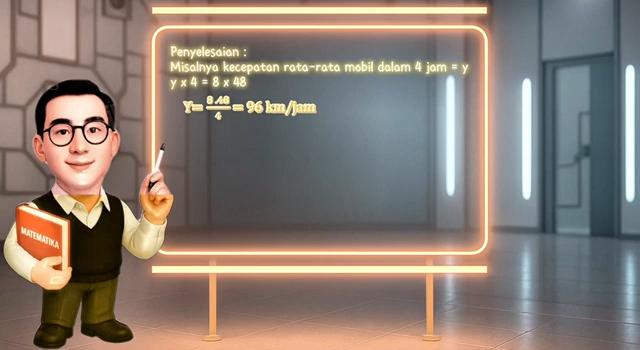 Penyelesaian :
Misalnya kecepatan rata-rata mobil dalam 4 jam = y
y x 4 = 8 x 48
Y= 8.48/4 = 96 km/jam
MATEMATIKA